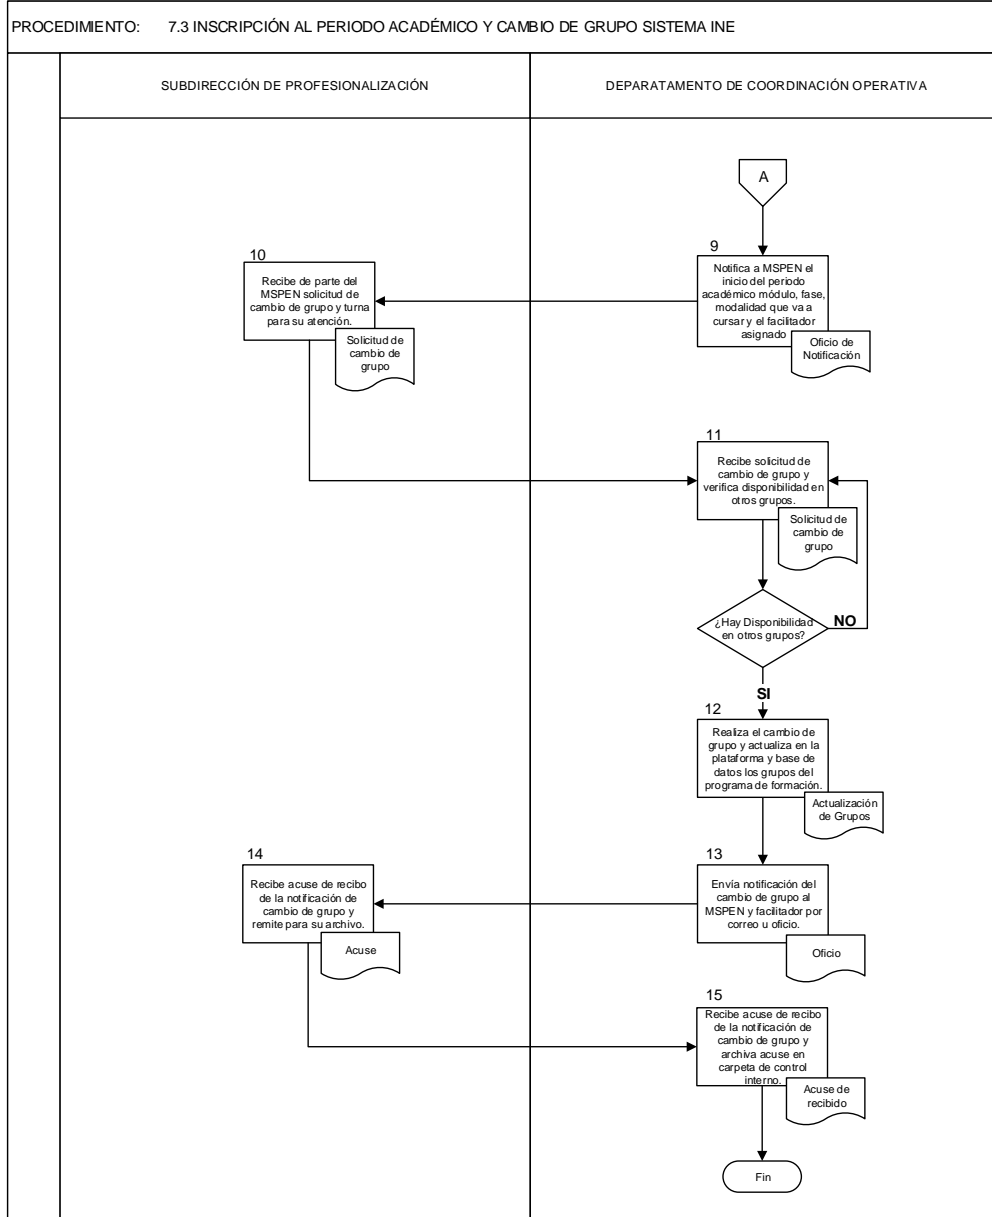 PROCEDIMIENTO: 7.3 INSCRIPCIÓN AL PERIODO ACADÉMICO Y CAMBIO DE GRUPO SISTEMA INE
SUBDIRECCIÓN DE PROFESIONALIZACIÓN
DEPARATAMENTO DE COORDINACIÓN OPERATIVA
A
9
Notifica a MSPEN el
inicio del periodo
académico módulo, fase,
modalidad que va a
cursar y el facilitador
asignado
Oficio de
Notificación
10
Recibe de parte del
MSPEN solicitud de
cambio de grupo y turna
para su atención.
Solicitud de
cambio de
grupo
11
Recibe solicitud de
cambio de grupo y
verifica disponibilidad en
otros grupos.
Solicitud de
cambio de
grupo
¿Hay Disponibilidad
en otros grupos?
NO
SI
12
Realiza el cambio de
grupo y actualiza en la
plataforma y base de
datos los grupos del
programa de formación.
Actualización
de Grupos
13
Envía notificación del
cambio de grupo al
MSPEN y facilitador por
correo u oficio.
Oficio
14
Recibe acuse de recibo
de la notificación de
cambio de grupo y
remite para su archivo.
Acuse
15
Recibe acuse de recibo
de la notificación de
cambio de grupo y
archiva acuse en
carpeta de control
interno.
Acuse de
recibido
Fin